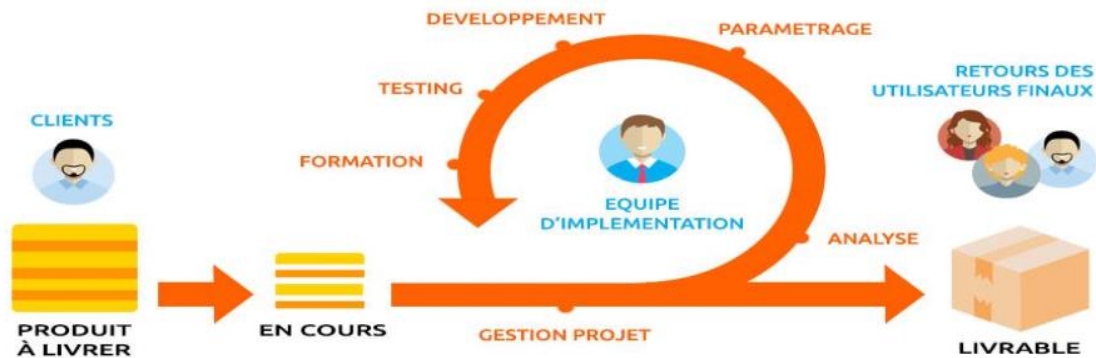 DEVELOPPEMENT
PARAMETRAGE
TESTING
RETOURS DES
UTILISATEURS FINAUX
CLIENTS
FORMATION
EQUIPE
D'IMPLEMENTATION
ANALYSE
PRODUIT
À LIVRER
EN COURS
GESTION PROJET
LIVRABLE